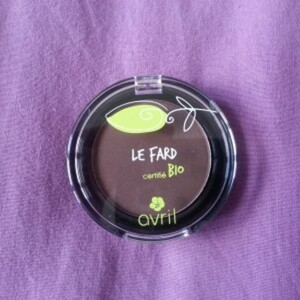 LE FARD
certifié BIO
avril